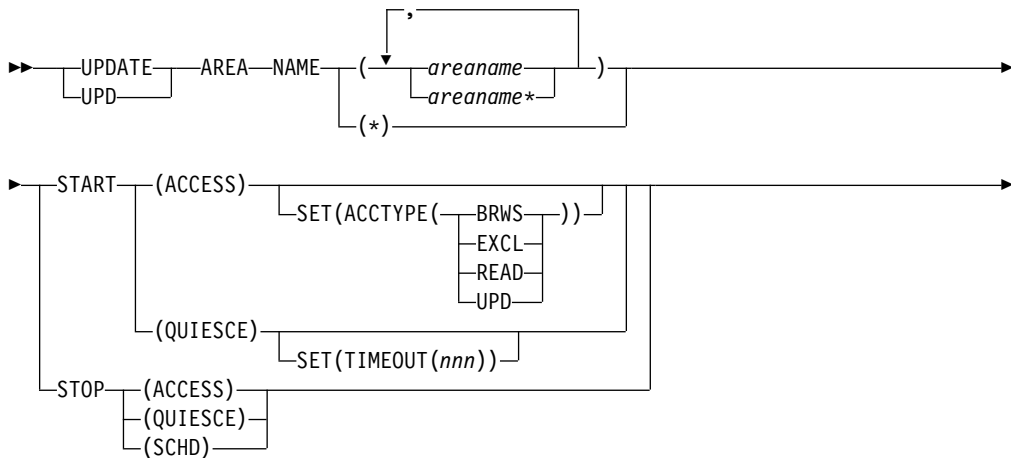 ,
UPDATE AREA NAME ( areaname )
UPD areaname*
(*)
START (ACCESS)
SET(ACCTYPE( BRWS ))
EXCL
READ
UPD
(QUIESCE)
SET(TIMEOUT(nnn))
STOP (ACCESS)
(QUIESCE)
(SCHD)